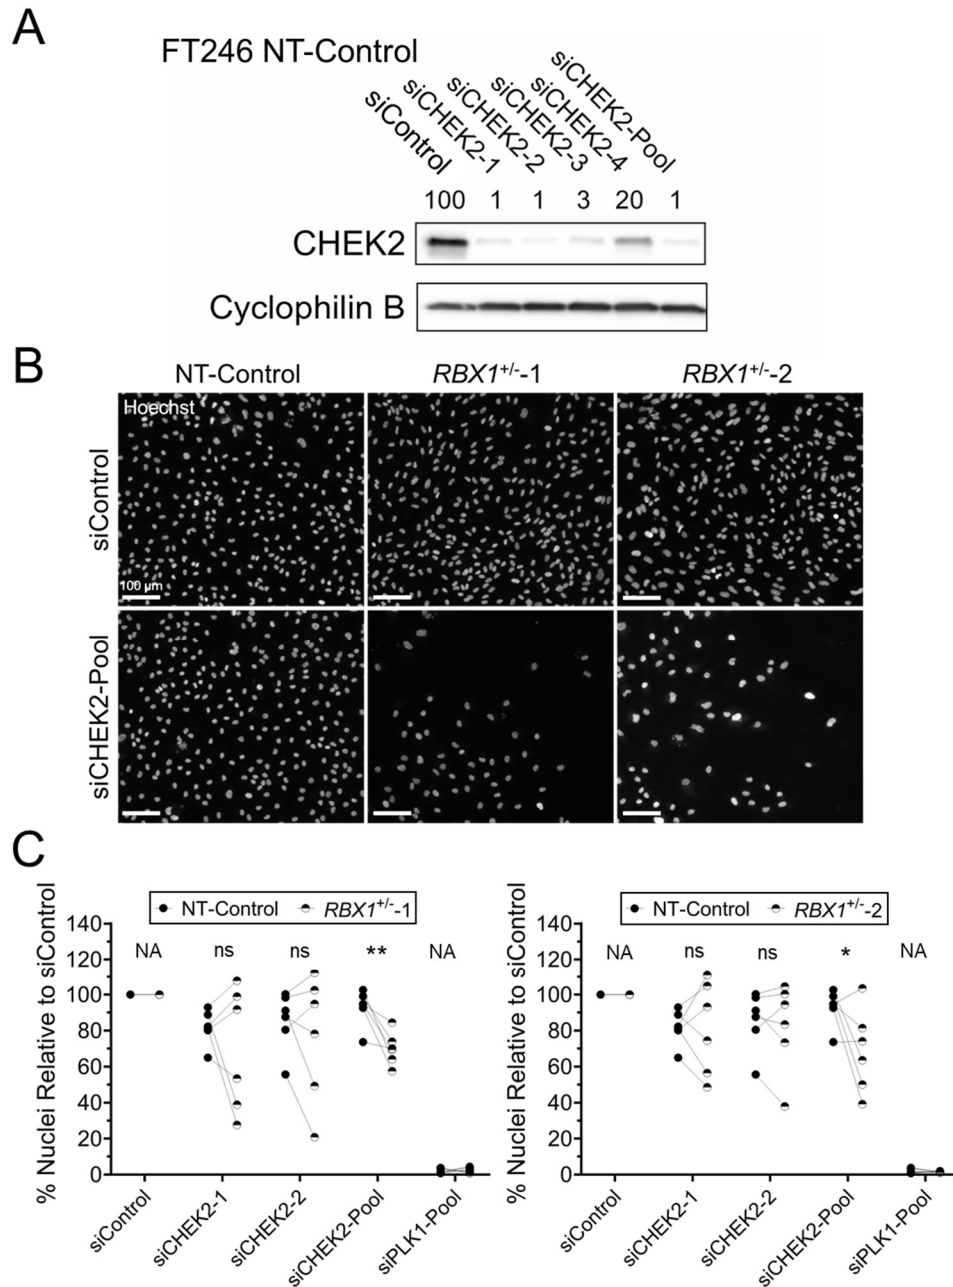 A
FT246 NT-Control
siControl
siCHEK2-1
siCHEK2-2
siCHEK2-3
siCHEK2-4
siCHEK2-Pool
100 1 1 3 20 1
CHEK2
Cyclophilin B
B
NT-Control RBX1+/--1 RBX1+/--2
siControl
Hoechst
100 µm
siCHEK2-Pool
C
NT-Control RBX1+/--1
% Nuclei Relative to siControl
140
120
100
80
60
40
20
0
NA ns ns ** NA
siControl
siCHEK2-1
siCHEK2-2
siCHEK2-Pool
siPLK1-Pool
NT-Control RBX1+/--2
% Nuclei Relative to siControl
140
120
100
80
60
40
20
0
NA ns ns * NA
siControl
siCHEK2-1
siCHEK2-2
siCHEK2-Pool
siPLK1-Pool